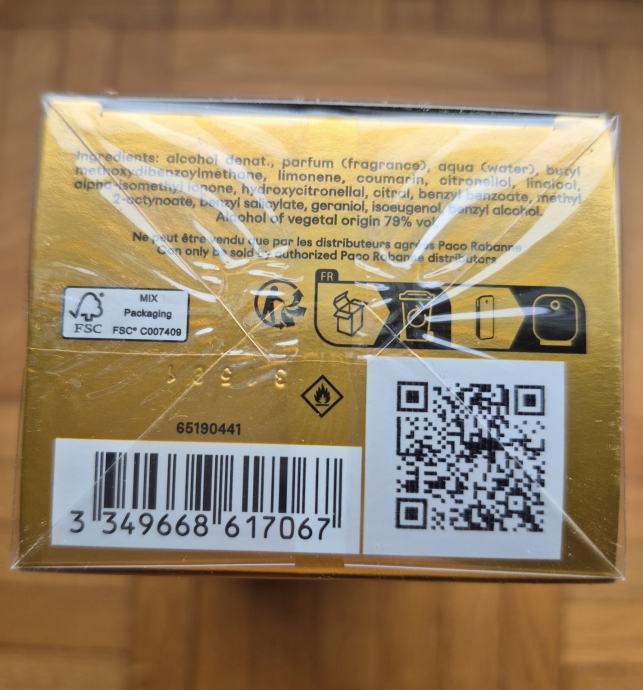 Ingredients: alcohol denat., parfum (fragrance), aqua (water), butyl
methoxydibenzoylmethane, limonene, coumarin, citronellol, linalool,
alpha-isomethyl ionone, hydroxycitronellal, citral, benzyl benzoate, methyl
2-octynoate, benzyl salicylate, geraniol, isoeugenol, benzyl alcohol.
Alcohol of vegetal origin 79% vol
Ne peut être vendu que par les distributeurs agréés Paco Rabanne
Can only be sold by authorized Paco Rabanne distributors
FR
MIX
Packaging
FSC
FSC® C007409
65190441
3 349668 617067